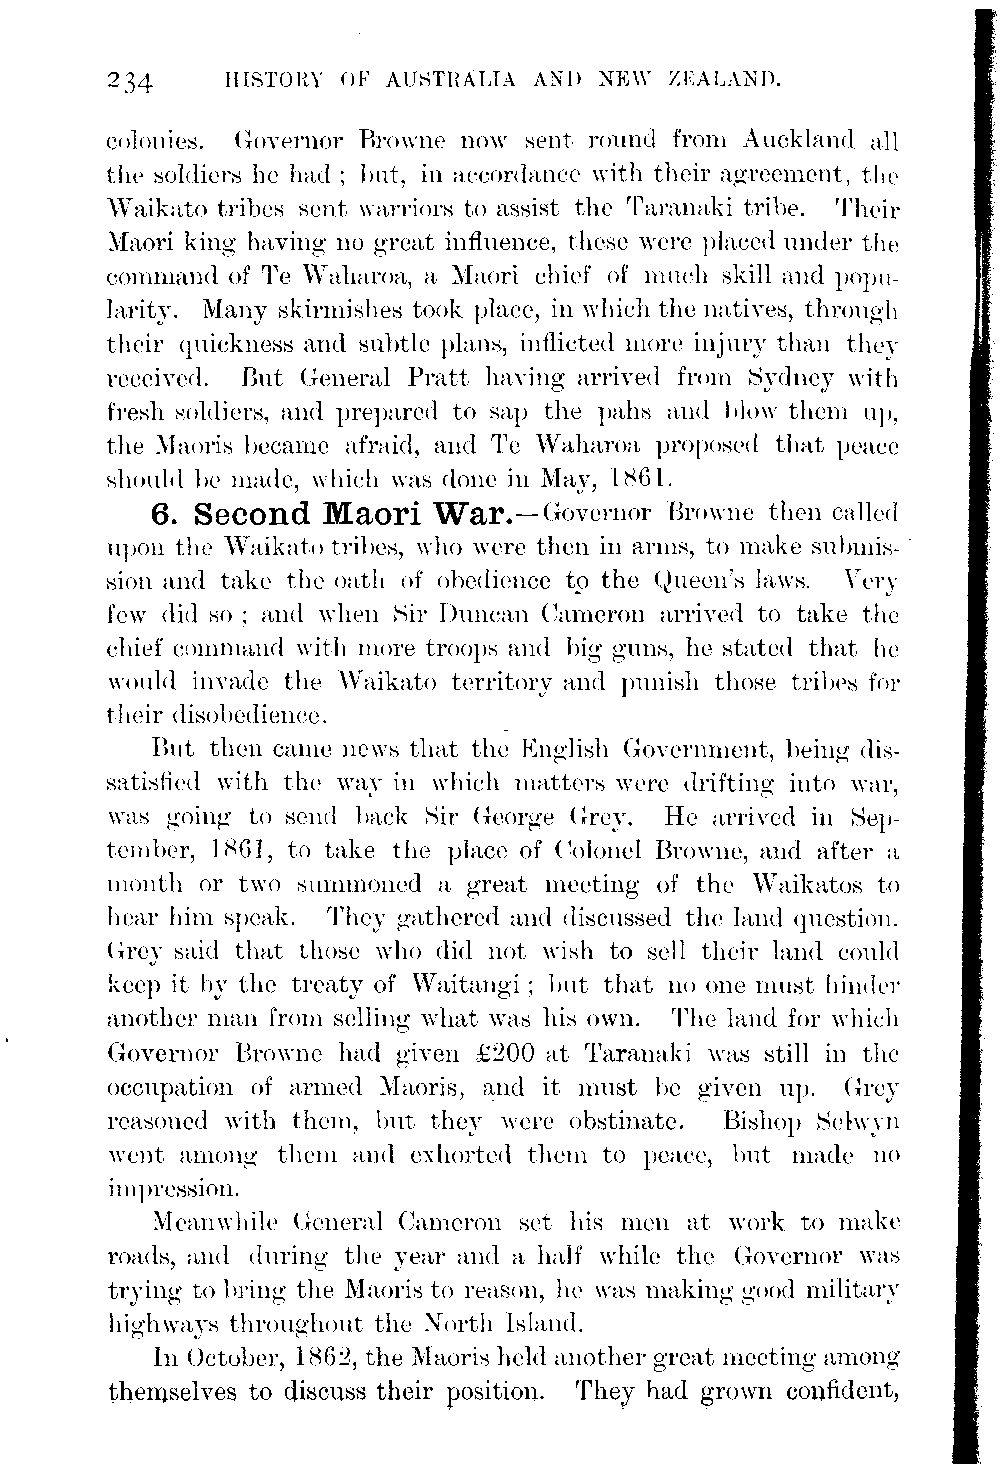 234 HISTORY OF AUSTRALIA AND NEW ZEALAND.
colonies. Governor Browne now sent round from Auckland all
the soldiers he had ; but, in accordance with their agreement, the
Waikato tribes sent warriors to assist the Taranaki tribe. Their
Maori king having no great influence, these were placed under the
command of Te Waharoa, a Maori chief of much skill and popu-
larity. Many skirmishes took place, in which the natives, through
their quickness and subtle plans, inflicted more injury than they
received. But General Pratt having arrived from Sydney with
fresh soldiers, and prepared to sap the pahs and blow them up,
the Maoris became afraid, and Te Waharoa proposed that peace
should be made, which was done in May, 1861.
6. Second Maori War.—Governor Browne then called
upon the Waikato tribes, who were then in arms, to make submis-
sion and take the oath of obedience to the Queen's laws. Very
few did so ; and when Sir Duncan Cameron arrived to take the
chief command with more troops and big guns, he stated that he
would invade the Waikato territory and punish those tribes for
their disobedience.
But then came news that the English Government, being dis-
satisfied with the way in which matters were drifting into war,
was going to send back Sir George Grey. He arrived in Sep-
tember, 1861, to take the place of Colonel Browne, and after a
month or two summoned a great meeting of the Waikatos to
hear him speak. They gathered and discussed the land question.
Grey said that those who did not wish to sell their land could
keep it by the treaty of Waitangi ; but that no one must hinder
another man from selling what was his own. The land for which
Governor Browne had given £200 at Taranaki was still in the
occupation of armed Maoris, and it must be given up. Grey
reasoned with them, but they were obstinate. Bishop Selwyn
went among them and exhorted them to peace, but made no
impression.
Meanwhile General Cameron set his men at work to make
roads, and during the year and a half while the Governor was
trying to bring the Maoris to reason, he was making good military
highways throughout the North Island.
In October, 1862, the Maoris held another great meeting among
themselves to discuss their position. They had grown confident,